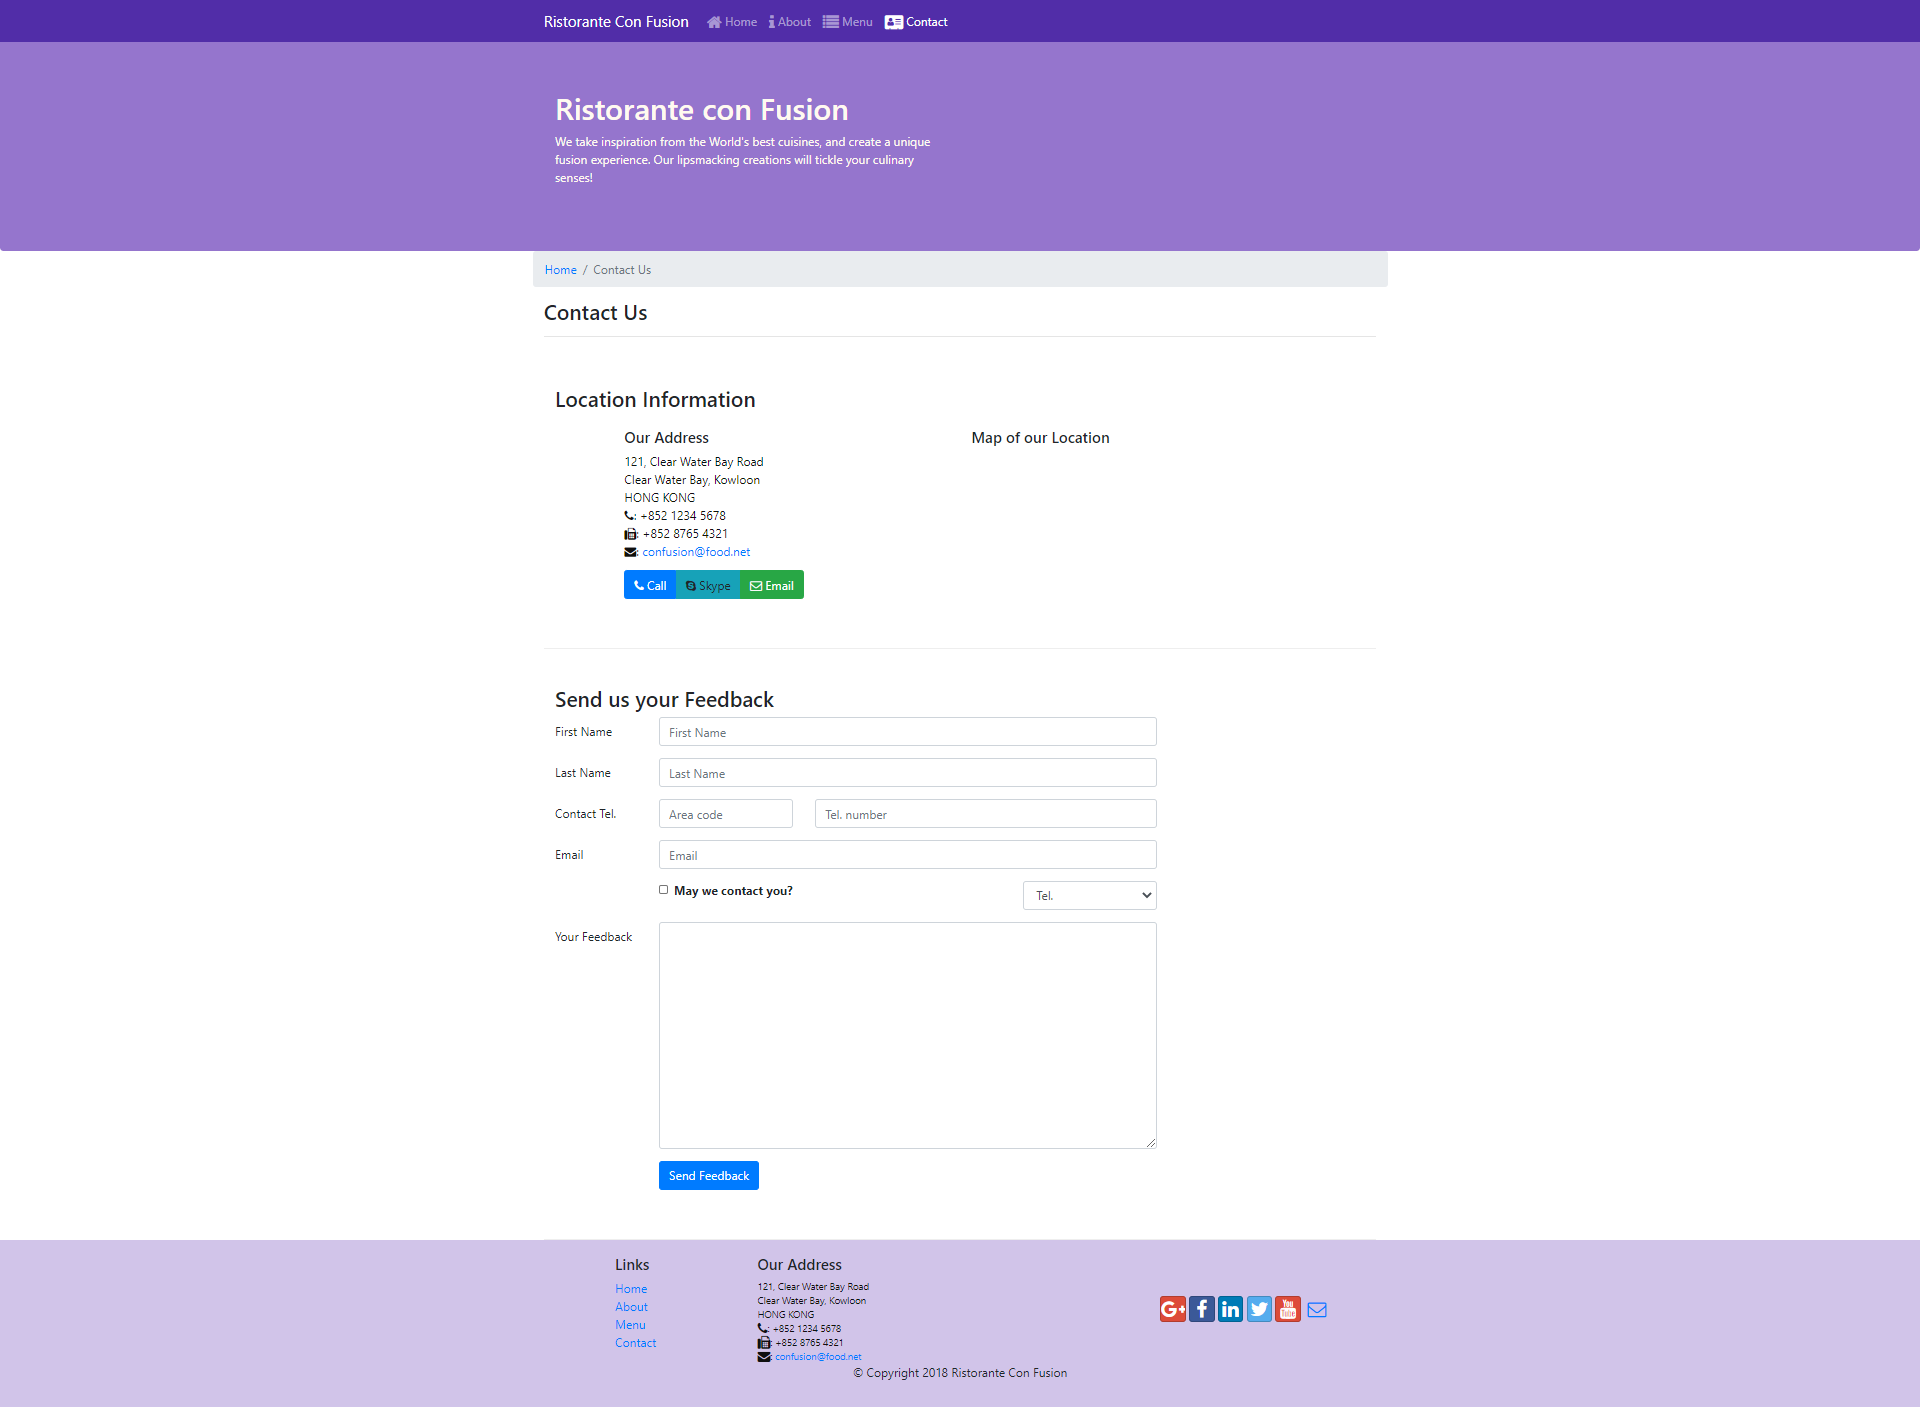 Ristorante Con Fusion Home About Menu Contact
Ristorante con Fusion
We take inspiration from the World's best cuisines, and create a unique
fusion experience. Our lipsmacking creations will tickle your culinary
senses!
Home / Contact Us
Contact Us
Location Information
Our Address
121, Clear Water Bay Road
Clear Water Bay, Kowloon
HONG KONG
: +852 1234 5678
: +852 8765 4321
: confusion@food.net
Call Skype Email
Map of our Location
Send us your Feedback
First Name First Name
Last Name Last Name
Contact Tel. Area code Tel. number
Email Email
May we contact you? Tel.
Your Feedback
Send Feedback
Links
Home
About
Menu
Contact
Our Address
121, Clear Water Bay Road
Clear Water Bay, Kowloon
HONG KONG
: +852 1234 5678
: +852 8765 4321
: confusion@food.net
G+ f in You Tube
© Copyright 2018 Ristorante Con Fusion